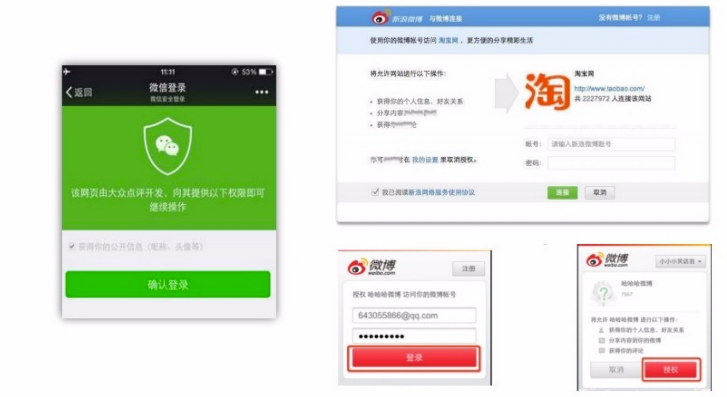 11:11
53%
返回
微信登录
微信安全登录
该网页由大众点评开发，向其提供以下权限即可
继续操作
获得你的公开信息（昵称、头像等）
确认登录
新浪微博 与微博连接
没有微博帐号？ 注册
使用你的微博帐号访问 淘宝网 ，更方便的分享精彩生活
将允许网站进行以下操作：
获得你的个人信息、好友关系
分享内容
获得
在 我的设置 里取消授权。
淘
淘宝网
http://www.taobao.com/
共 2227972 人连接该网站
帐号： 请输入新浪微博帐号
密码：
我已阅读新浪网络服务使用协议
连接
取消
微博
weibo.com
注册
授权 哈哈哈微博 访问你的微博帐号
643055866@qq.com
登录
微博
weibo.com
哈哈哈微博
将允许 哈哈哈微博 进行以下操作：
获得你的个人信息、好友关系
分享内容到你的微博
获得你的评论
取消
授权